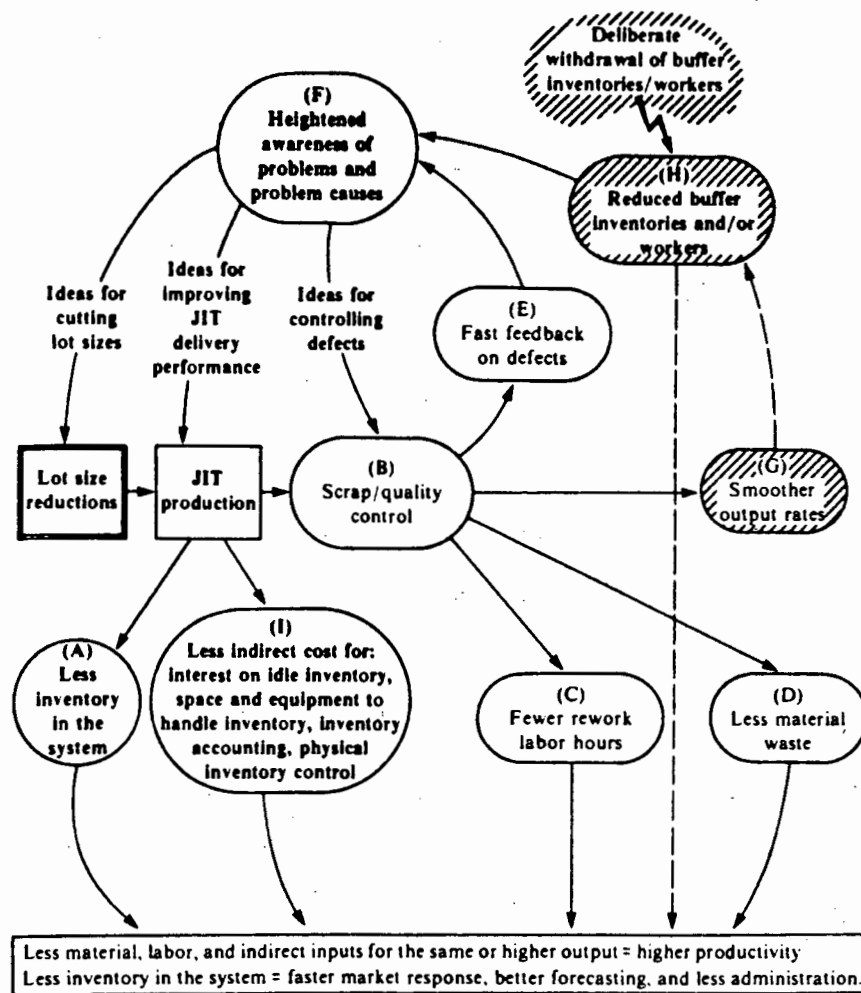 Deliberate
withdrawal of buffer
inventories/workers
(F)
Heightened
awareness of
problems and
problem causes
(H)
Reduced buffer
inventories and/or
workers
Ideas for
cutting
lot sizes
Ideas for
improving
JIT
delivery
performance
Ideas for
controlling
defects
(E)
Fast feedback
on defects
Lot size
reductions
JIT
production
(B)
Scrap/quality
control
(G)
Smoother
output rates
(A)
Less
inventory
in the
system
(I)
Less indirect cost for:
interest on idle inventory,
space and equipment to
handle inventory, inventory
accounting, physical
inventory control
(C)
Fewer rework
labor hours
(D)
Less material
waste
Less material, labor, and indirect inputs for the same or higher output = higher productivity
Less inventory in the system = faster market response, better forecasting, and less administration.